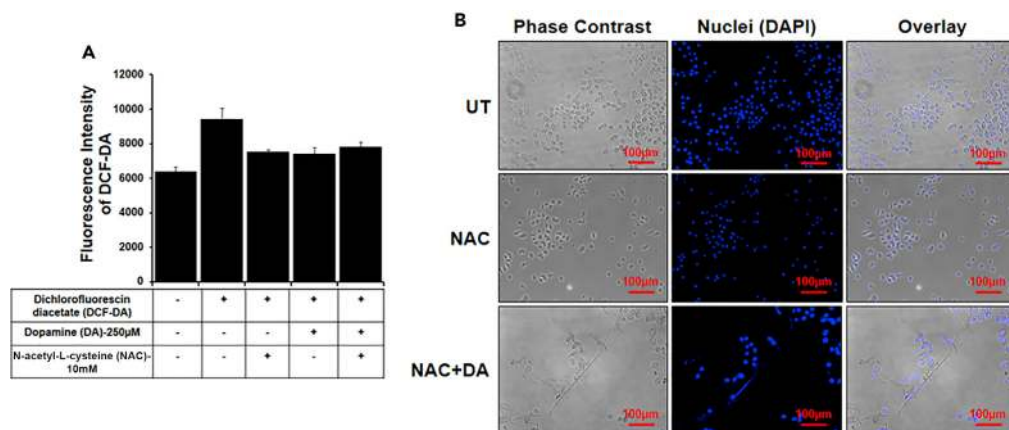 A
Fluorescence Intensity
of DCF-DA
12000
10000
8000
6000
4000
2000
0
Dichlorofluorescin
diacetate (DCF-DA)
- + + + +
Dopamine (DA)-250µM
- - - + +
N-acetyl-L-cysteine (NAC)-
10mM
- - + - +
B
Phase Contrast Nuclei (DAPI) Overlay
UT
100µm 100µm 100µm
NAC
100µm 100µm 100µm
NAC+DA
100µm 100µm 100µm